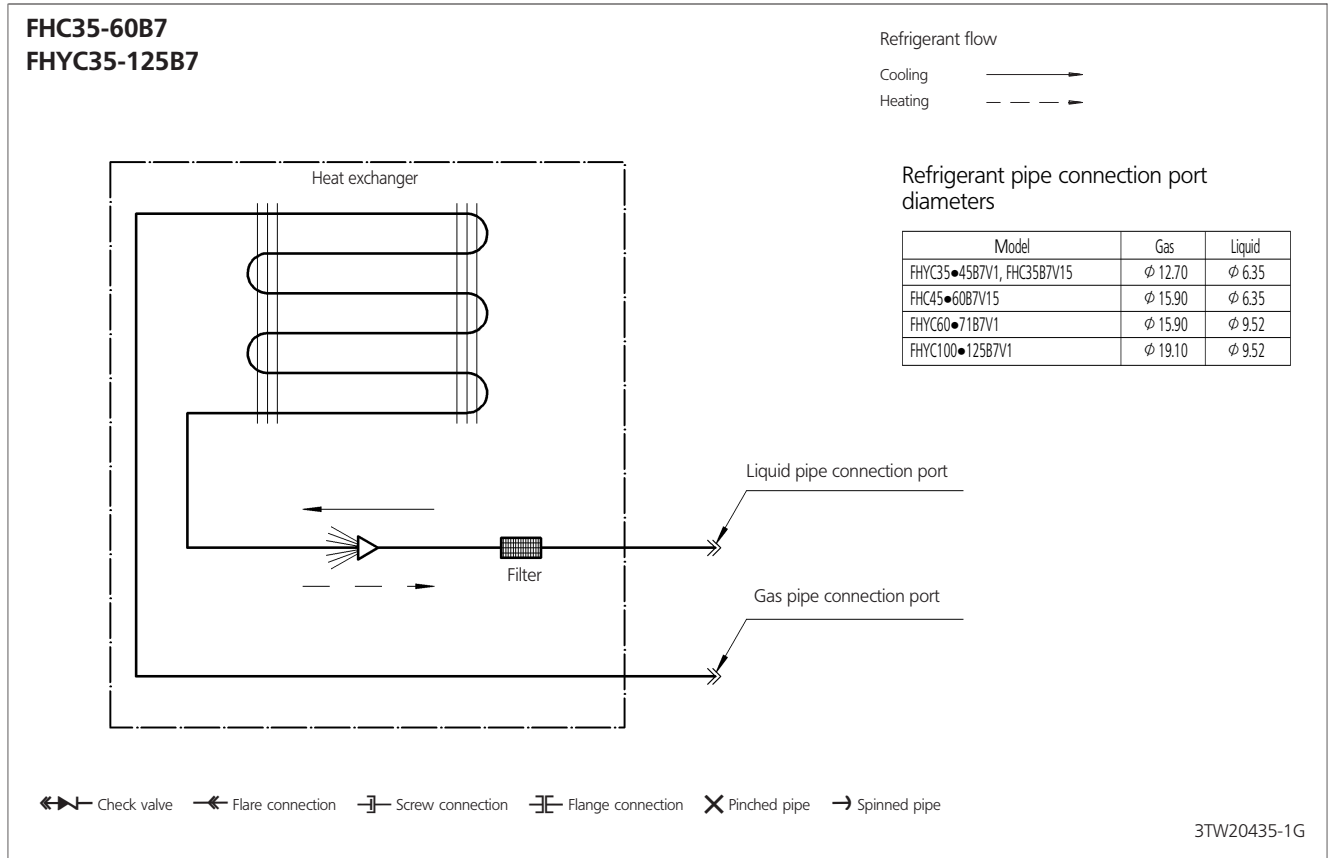 FHC35-60B7
FHYC35-125B7
Refrigerant flow
Cooling
Heating
Heat exchanger
Refrigerant pipe connection port
diameters
Model Gas Liquid
FHYC35●45B7V1, FHC35B7V15 ϕ 12.70 ϕ 6.35
FHC45●60B7V15 ϕ 15.90 ϕ 6.35
FHYC60●71B7V1 ϕ 15.90 ϕ 9.52
FHYC100●125B7V1 ϕ 19.10 ϕ 9.52
Liquid pipe connection port
Filter
Gas pipe connection port
Check valve Flare connection Screw connection Flange connection Pinched pipe Spinned pipe
3TW20435-1G